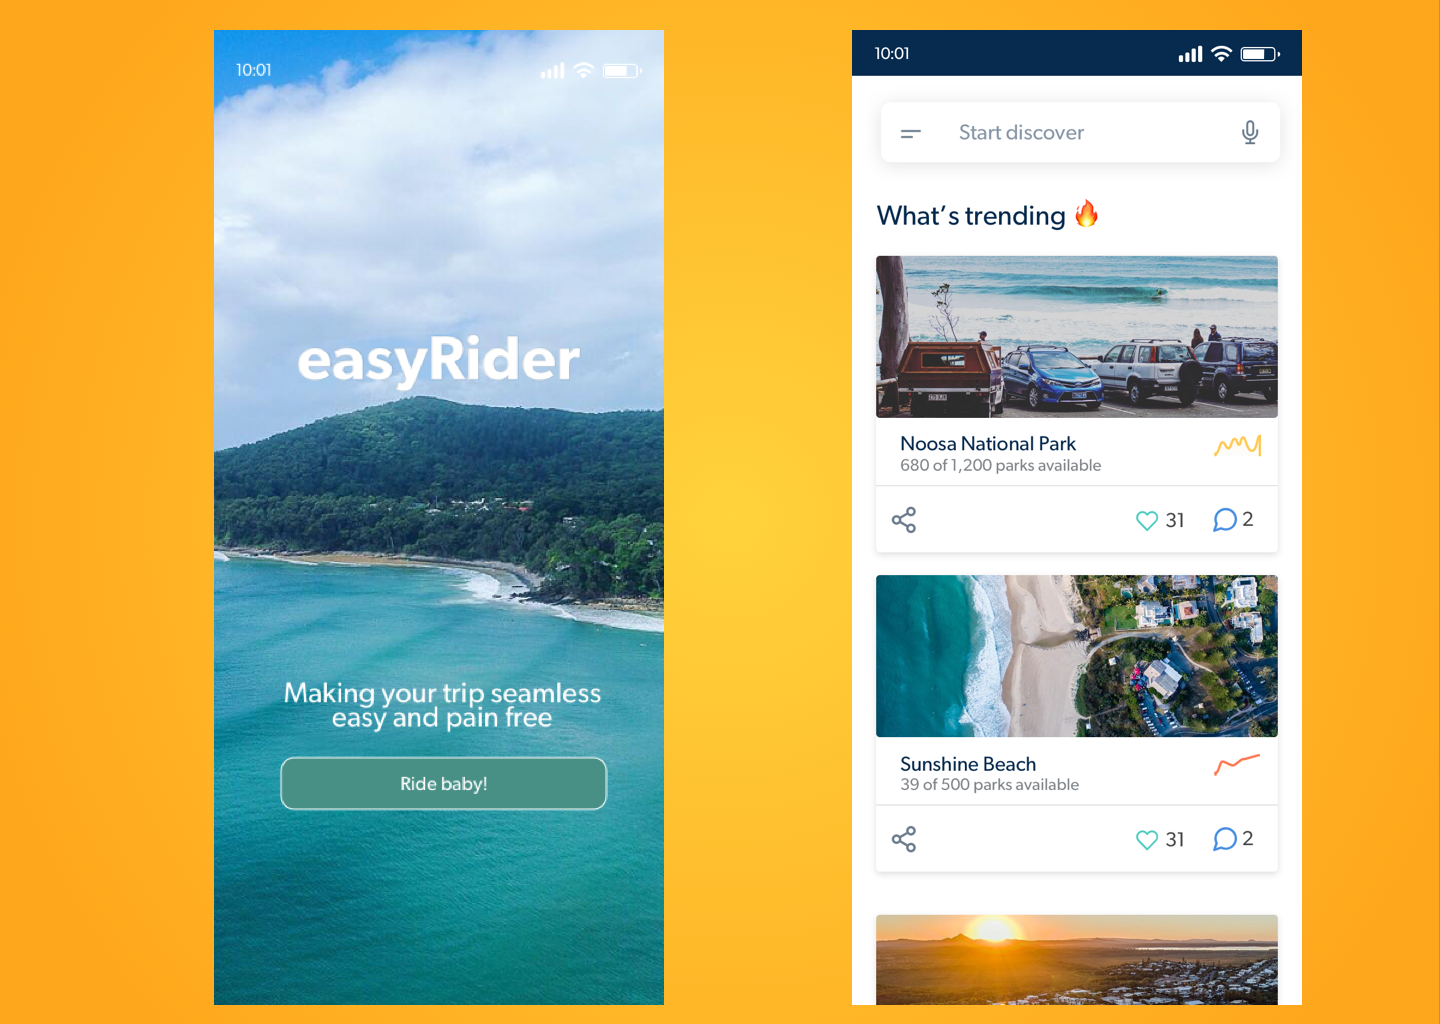 10:01
easyRider
Making your trip seamless
easy and pain free
Ride baby!
10:01
Start discover
What's trending 🔥
Noosa National Park
680 of 1,200 parks available
31 2
Sunshine Beach
39 of 500 parks available
31 2